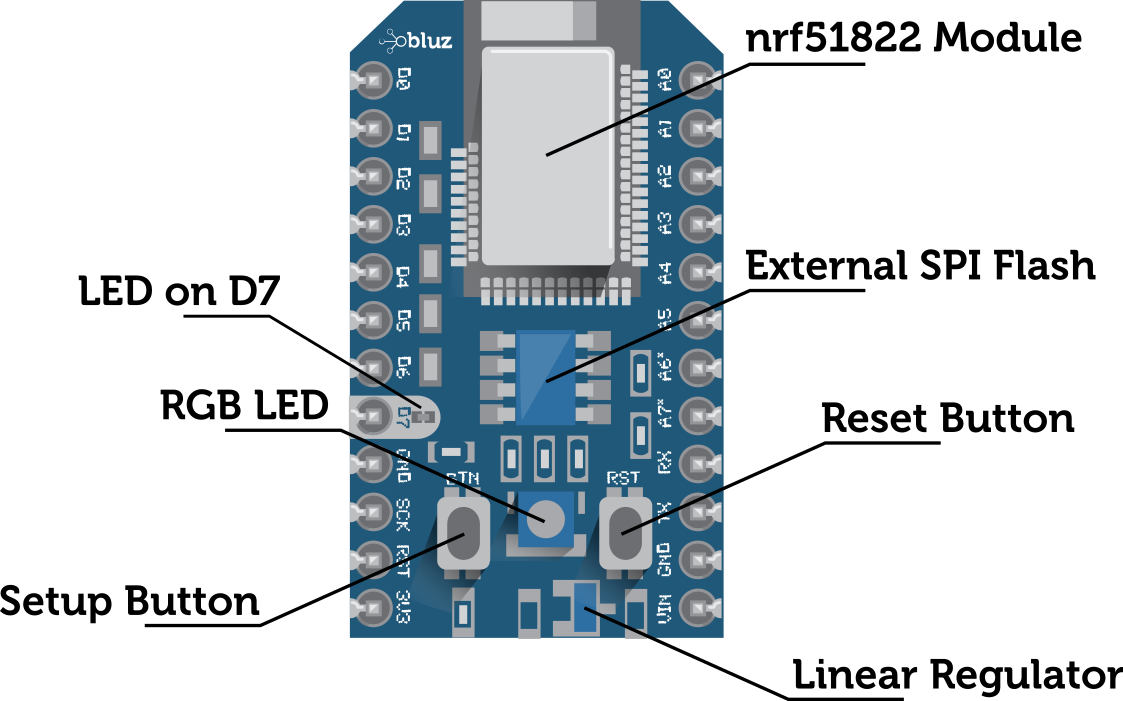 bluz
nrf51822 Module
D0
A0
D1
A1
D2
A2
D3
A3
External SPI Flash
D4
A4
LED on D7
D5
A5
D6
A6*
RGB LED
D7
A7*
Reset Button
GND
RX
BTN
RST
SCK
TX
RST
GND
Setup Button
3V3
VIN
Linear Regulator